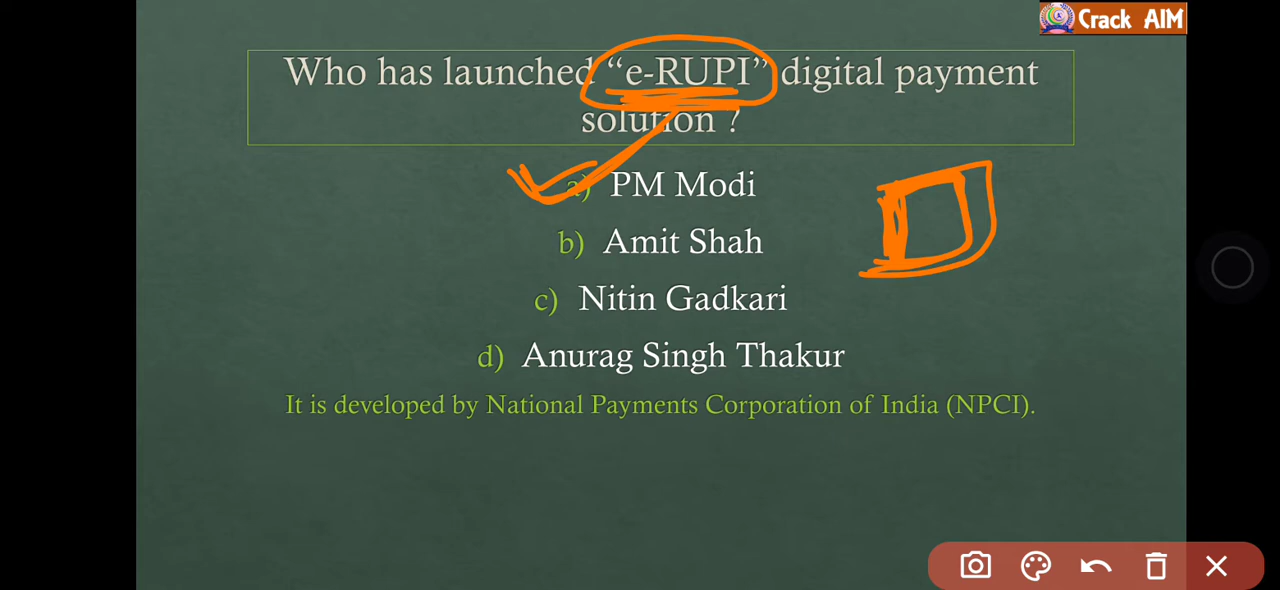 Crack AIM
Who has launched “e-RUPI” digital payment
solution ?
a) PM Modi
b) Amit Shah
c) Nitin Gadkari
d) Anurag Singh Thakur
It is developed by National Payments Corporation of India (NPCI).